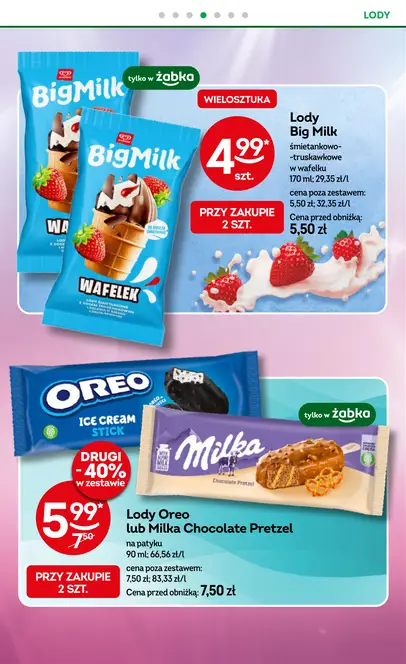 LODY
tylko w żabka
WIELOSZTUKA
4,99*
szt.
PRZY ZAKUPIE
2 SZT.
Lody
Big Milk
śmietankowo-
-truskawkowe
w wafelku
170 ml; 29,35 zł/l
cena poza zestawem:
5,50 zł; 32,35 zł/l
Cena przed obniżką:
5,50 zł
BigMilk
BigMilk
WAFELEK
OREO
ICE CREAM
STICK
tylko w żabka
Milka
Chocolate Pretzel
DRUGI
-40%
w zestawie
5,99*
7,50
PRZY ZAKUPIE
2 SZT.
Lody Oreo
lub Milka Chocolate Pretzel
na patyku
90 ml; 66,56 zł/l
cena poza zestawem:
7,50 zł; 83,33 zł/l
Cena przed obniżką: 7,50 zł